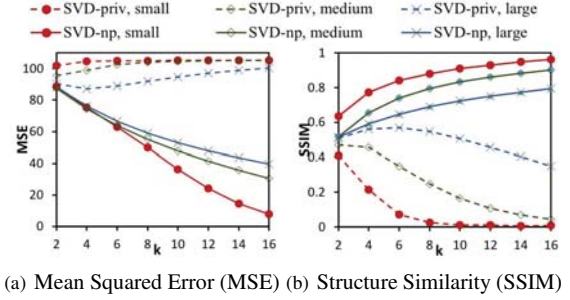 SVD-priv, small SVD-priv, medium SVD-priv, large
SVD-np, small SVD-np, medium SVD-np, large
120
100
80
60
40
20
0
MSE
2 4 6 8 10 12 14 16
k
1
0.8
0.6
0.4
0.2
0
SSIM
2 4 6 8 10 12 14 16
k
(a) Mean Squared Error (MSE) (b) Structure Similarity (SSIM)